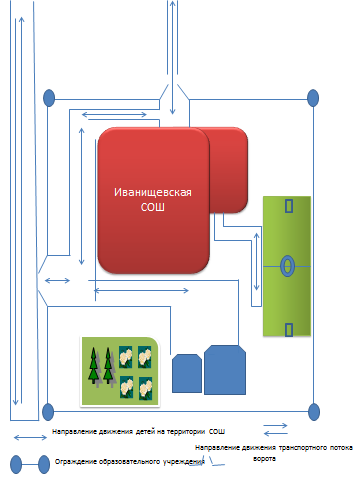 Иванищевская
СОШ
Направление движения детей на территории СОШ
Направление движения транспортного потока
ворота
Ограждение образовательного учреждения